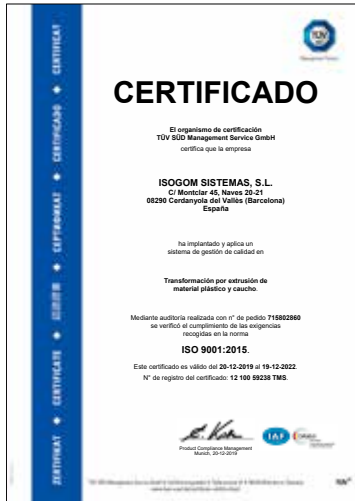 TÜV
CERTIFICADO
El organismo de certificación
TÜV SÜD Management Service GmbH
certifica que la empresa
ISOGOM SISTEMAS, S.L.
C/ Montclar 45, Naves 20-21
08290 Cerdanyola del Vallès (Barcelona)
España
ha implantado y aplica un
sistema de gestión de calidad en
Transformación por extrusión de
material plástico y caucho.
Mediante auditoría realizada con n° de pedido 715802860
se verificó el cumplimiento de las exigencias
recogidas en la norma
ISO 9001:2015.
Este certificado es válido del 20-12-2019 al 19-12-2022.
N° de registro del certificado: 12 100 59238 TMS.
Product Compliance Management
Munich, 20-12-2019
IAF
ZERTIFIKAT ◆ CERTIFICATE ◆ ◆ СЕРТИФИКАТ ◆ CERTIFICADO ◆ CERTIFICAT